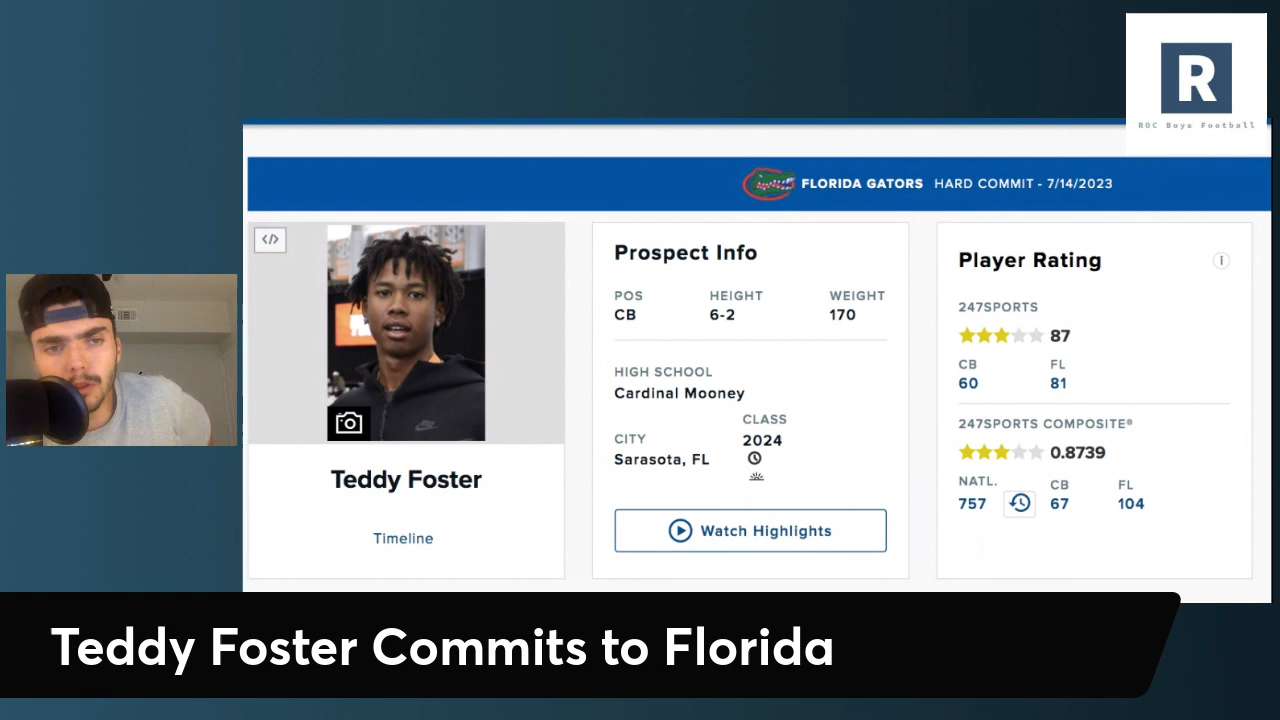 R
ROC Boys Football
FLORIDA GATORS HARD COMMIT - 7/14/2023
</>
Teddy Foster
Timeline
Prospect Info
POS HEIGHT WEIGHT
CB 6-2 170
HIGH SCHOOL
Cardinal Mooney
CITY CLASS
Sarasota, FL 2024
Watch Highlights
Player Rating
i
247SPORTS
87
CB FL
60 81
247SPORTS COMPOSITE®
0.8739
NATL. CB FL
757 67 104
Teddy Foster Commits to Florida